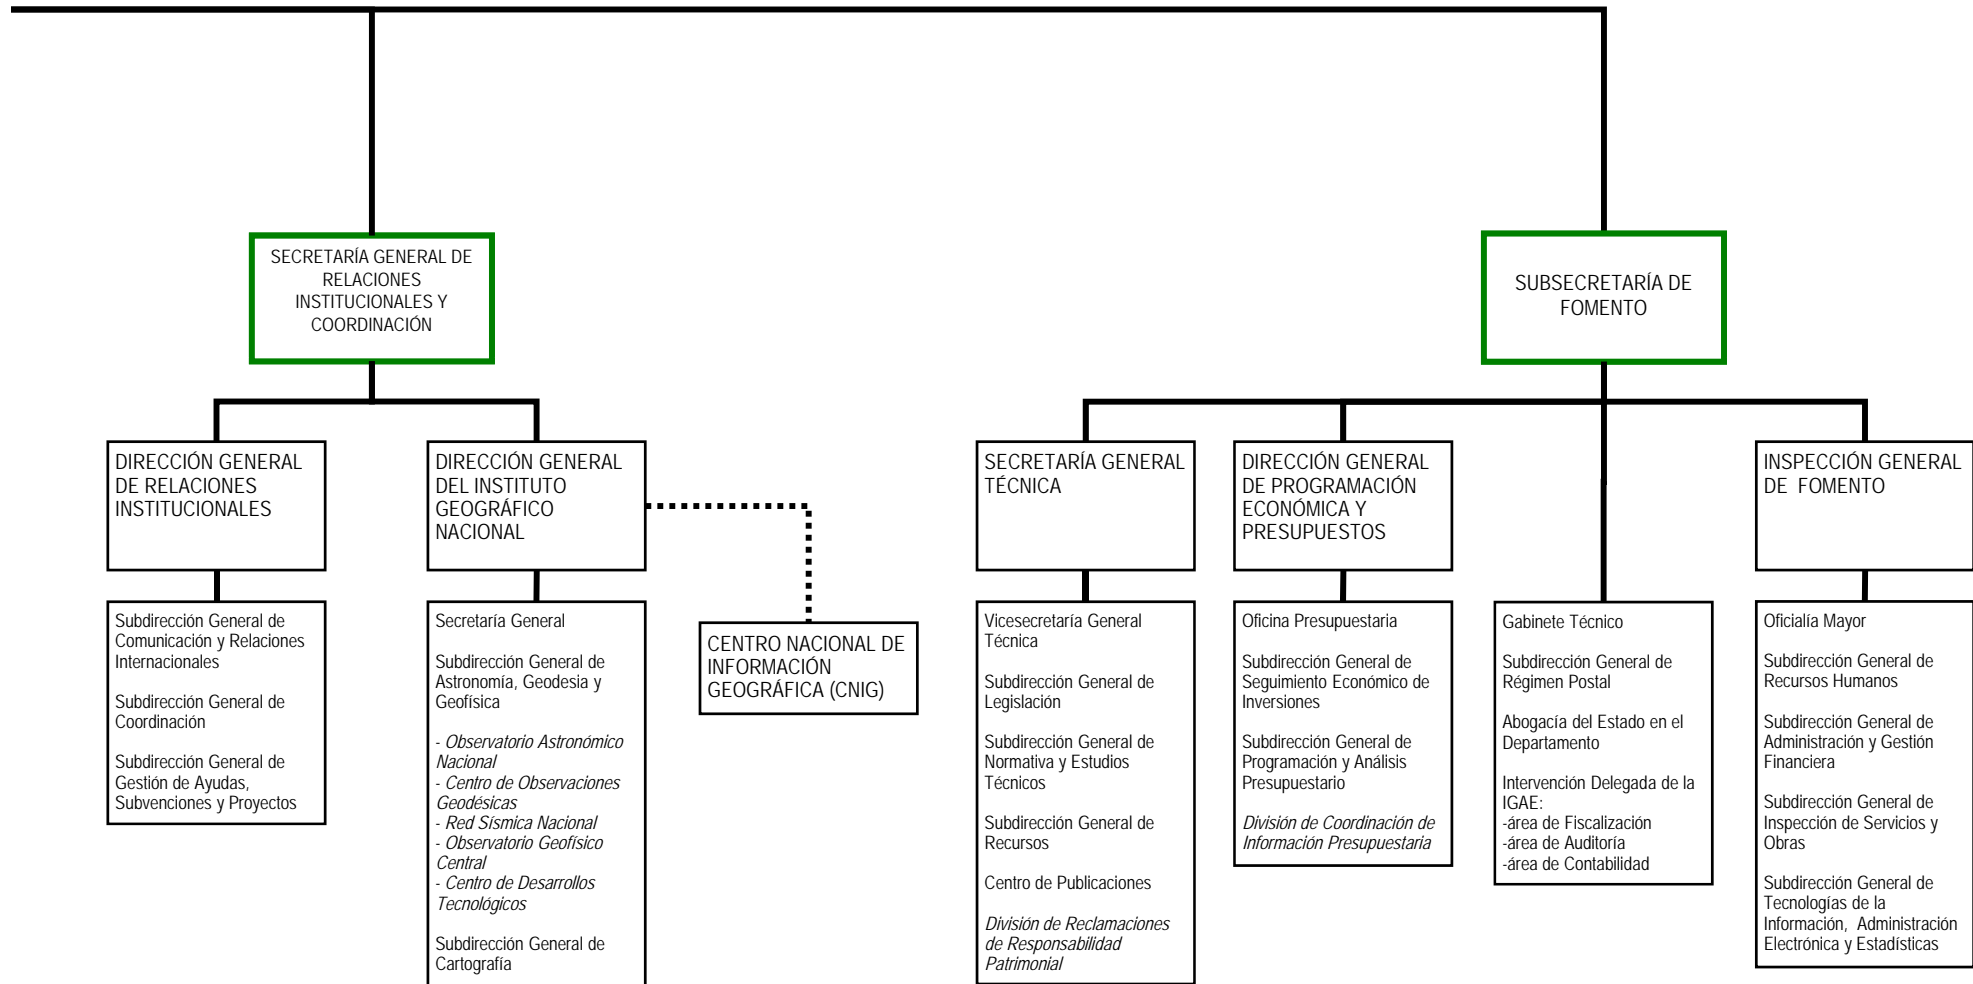 SECRETARÍA GENERAL DE
RELACIONES
INSTITUCIONALES Y
COORDINACIÓN
SUBSECRETARÍA DE
FOMENTO
DIRECCIÓN GENERAL
DE RELACIONES
INSTITUCIONALES
DIRECCIÓN GENERAL
DEL INSTITUTO
GEOGRÁFICO
NACIONAL
SECRETARÍA GENERAL
TÉCNICA
DIRECCIÓN GENERAL
DE PROGRAMACIÓN
ECONÓMICA Y
PRESUPUESTOS
INSPECCIÓN GENERAL
DE FOMENTO
Subdirección General de
Comunicación y Relaciones
Internacionales
Subdirección General de
Coordinación
Subdirección General de
Gestión de Ayudas,
Subvenciones y Proyectos
Secretaría General
Subdirección General de
Astronomía, Geodesia y
Geofísica
- Observatorio Astronómico
Nacional
- Centro de Observaciones
Geodésicas
- Red Sísmica Nacional
- Observatorio Geofísico
Central
- Centro de Desarrollos
Tecnológicos
Subdirección General de
Cartografía
CENTRO NACIONAL DE
INFORMACIÓN
GEOGRÁFICA (CNIG)
Vicesecretaría General
Técnica
Subdirección General de
Legislación
Subdirección General de
Normativa y Estudios
Técnicos
Subdirección General de
Recursos
Centro de Publicaciones
División de Reclamaciones
de Responsabilidad
Patrimonial
Oficina Presupuestaria
Subdirección General de
Seguimiento Económico de
Inversiones
Subdirección General de
Programación y Análisis
Presupuestario
División de Coordinación de
Información Presupuestaria
Gabinete Técnico
Subdirección General de
Régimen Postal
Abogacía del Estado en el
Departamento
Intervención Delegada de la
IGAE:
-área de Fiscalización
-área de Auditoría
-área de Contabilidad
Oficialía Mayor
Subdirección General de
Recursos Humanos
Subdirección General de
Administración y Gestión
Financiera
Subdirección General de
Inspección de Servicios y
Obras
Subdirección General de
Tecnologías de la
Información, Administración
Electrónica y Estadísticas